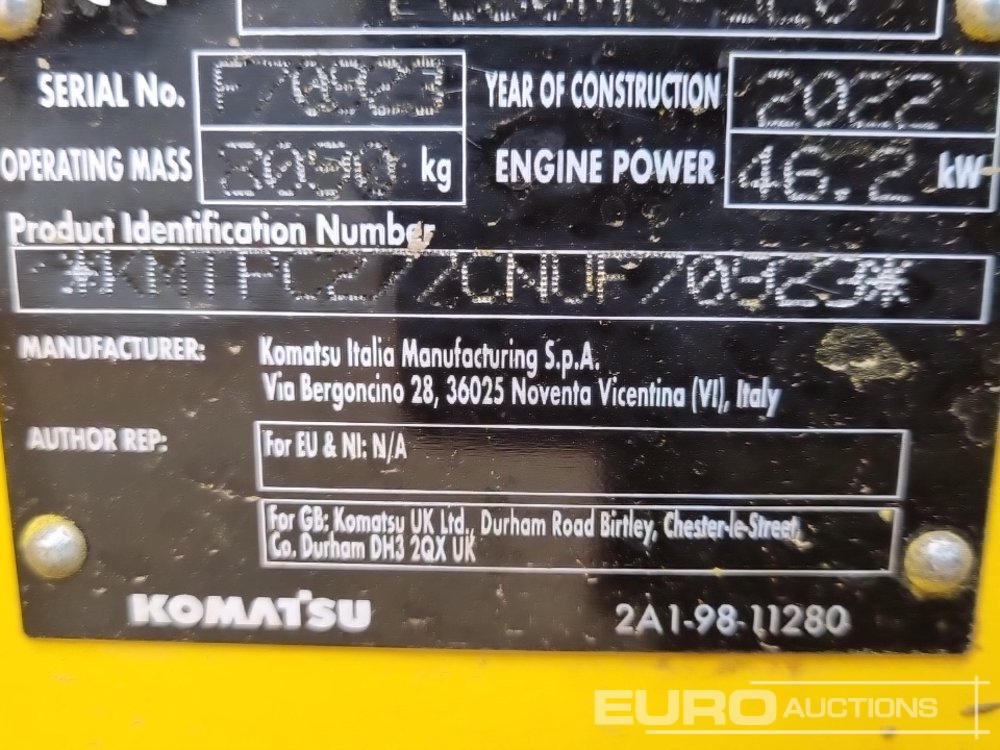 SERIAL No.
YEAR OF CONSTRUCTION 2022
OPERATING MASS kg
ENGINE POWER 46.2 kW
Product Identification Number
MANUFACTURER: Komatsu Italia Manufacturing S.p.A.
Via Bergoncino 28, 36025 Noventa Vicentina (VI), Italy
AUTHOR REP: For EU & NI: N/A
For GB: Komatsu UK Ltd., Durham Road Birtley, Chester-le-Street,
Co. Durham DH3 2QX UK
KOMATSU 2A1-98-11280
EURO AUCTIONS